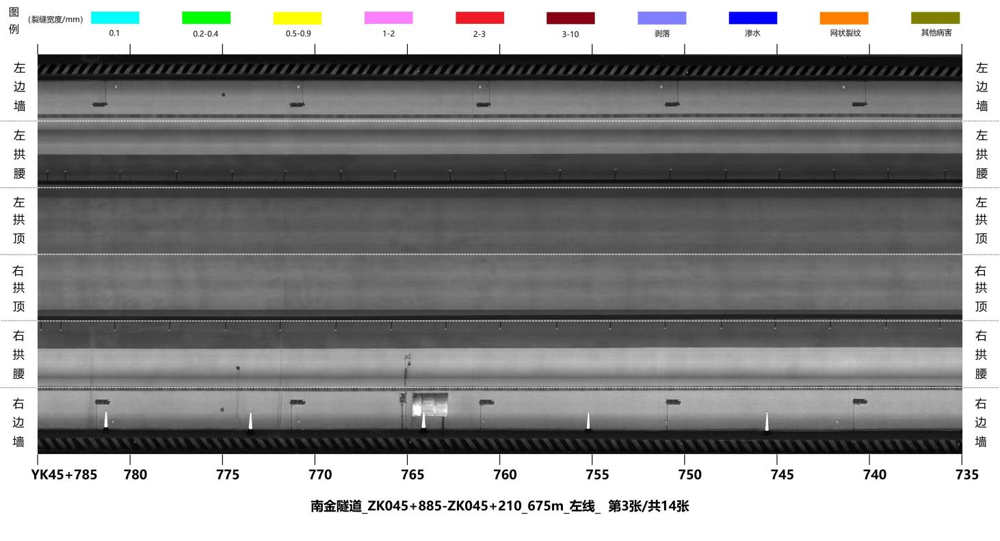 图例
(裂缝宽度/mm)
0.1
0.2-0.4
0.5-0.9
1-2
2-3
3-10
剥落
渗水
网状裂纹
其他病害
左边墙
左边墙
左拱腰
左拱腰
左拱顶
左拱顶
右拱顶
右拱顶
右拱腰
右拱腰
右边墙
右边墙
YK45+785 780 775 770 765 760 755 750 745 740 735
南金隧道_ZK045+885-ZK045+210_675m_左线_ 第3张/共14张